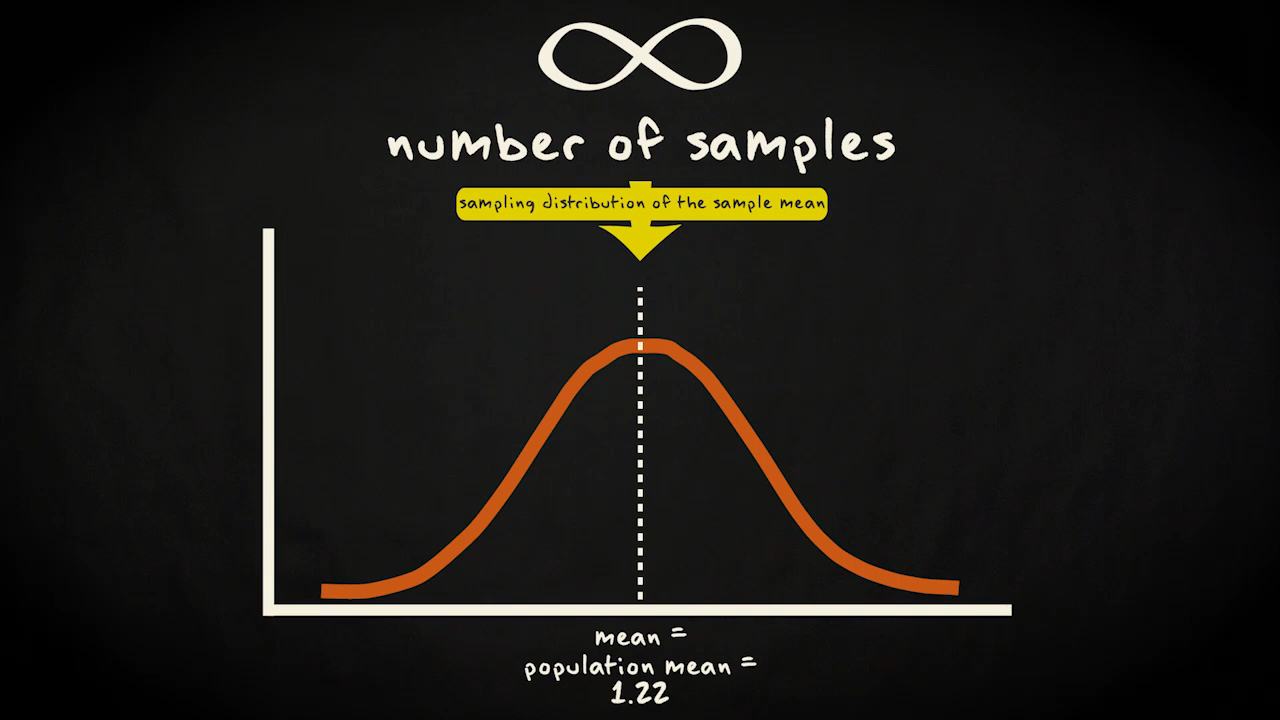 ∞
number of samples
sampling distribution of the sample mean
mean =
population mean =
1.22